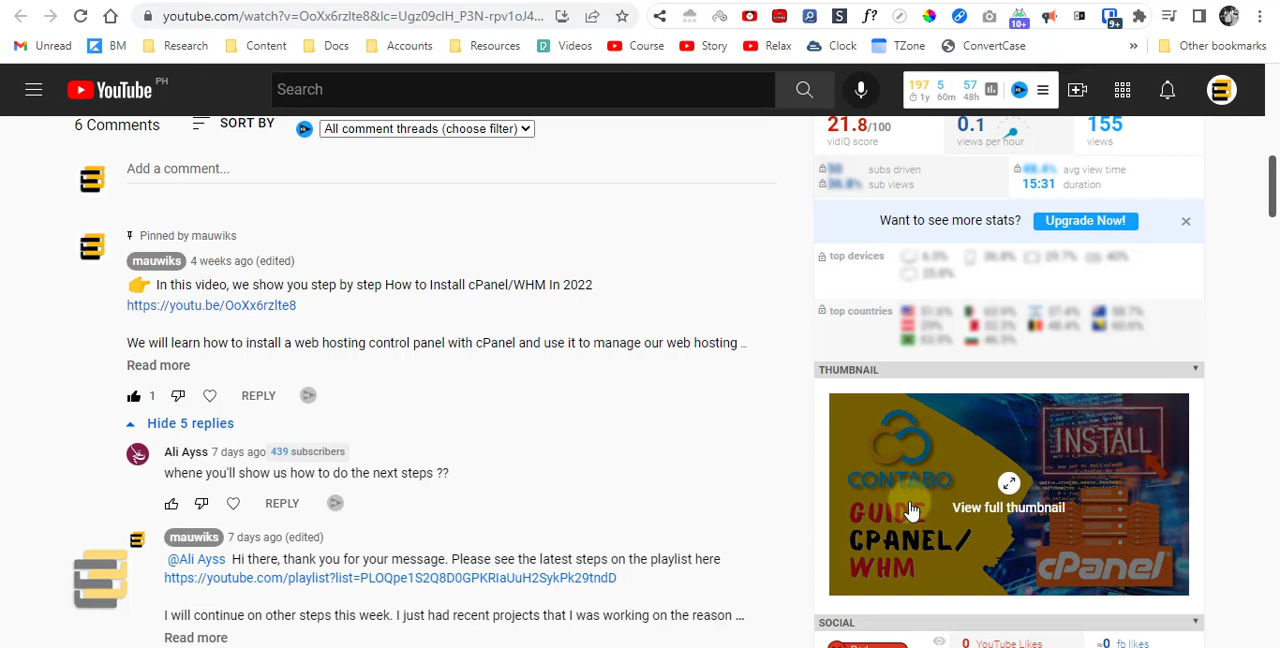 youtube.com/watch?v=OoXx6rzlte8&lc=Ugz09clH_P3N-rpv1oJ4...
10+
9+
Unread
BM
Research
Content
Docs
Accounts
Resources
Videos
Course
Story
Relax
Clock
TZone
ConvertCase
»
Other bookmarks
YouTube PH
Search
197 5 57
1y 60m 48h
6 Comments
SORT BY
All comment threads (choose filter)
Add a comment...
Pinned by mauwiks
mauwiks 4 weeks ago (edited)
In this video, we show you step by step How to Install cPanel/WHM In 2022
https://youtu.be/OoXx6rzlte8
We will learn how to install a web hosting control panel with cPanel and use it to manage our web hosting ...
Read more
1
REPLY
Hide 5 replies
Ali Ayss 7 days ago 439 subscribers
whene you'll show us how to do the next steps ??
REPLY
mauwiks 7 days ago (edited)
@Ali Ayss Hi there, thank you for your message. Please see the latest steps on the playlist here
https://youtube.com/playlist?list=PLOQpe1S2Q8D0GPKRIaUuH2SykPk29tndD
I will continue on other steps this week. I just had recent projects that I was working on the reason ...
Read more
21.8/100
vidIQ score
0.1
views per hour
155
views
subs driven
sub views
avg view time
15:31 duration
Want to see more stats?
Upgrade Now!
top devices
top countries
THUMBNAIL
CONTABO
GUIDE
CPANEL/
WHM
INSTALL
cPanel
View full thumbnail
SOCIAL
0 YouTube Likes
≈0 fb likes